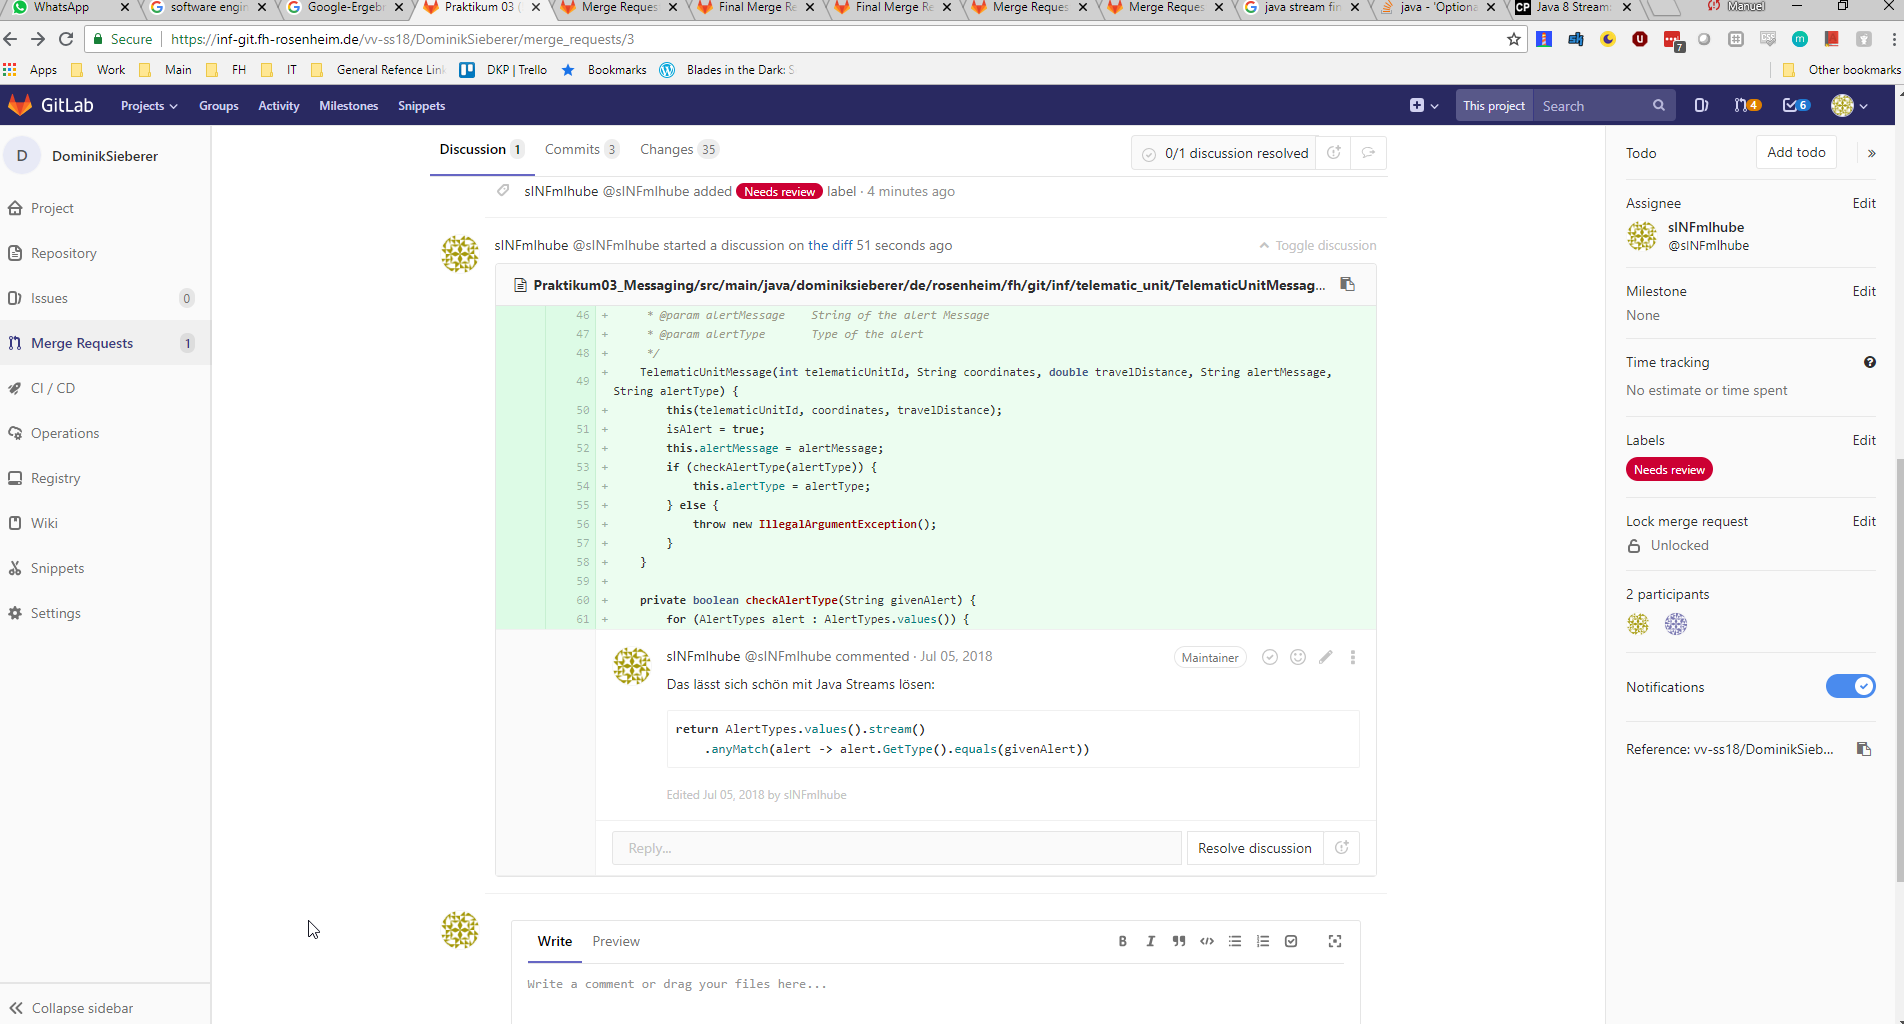 WhatsApp
software engin
Google-Ergebn
Praktikum 03 (
Merge Reques
Final Merge Re
Final Merge Re
Merge Reques
Merge Reques
java stream fin
java - 'Optiona
Java 8 Stream
Manuel
Secure
https://inf-git.fh-rosenheim.de/vv-ss18/DominikSieberer/merge_requests/3
7
Apps
Work
Main
FH
IT
General Refence Lin
DKP | Trello
Bookmarks
Blades in the Dark: S
Other bookmarks
GitLab
Projects
Groups
Activity
Milestones
Snippets
This project
Search
4
6
D
DominikSieberer
Project
Repository
Issues 0
Merge Requests 1
CI / CD
Operations
Registry
Wiki
Snippets
Settings
Collapse sidebar
Discussion 1
Commits 3
Changes 35
0/1 discussion resolved
sINFmlhube @sINFmlhube added Needs review label · 4 minutes ago
sINFmlhube @sINFmlhube started a discussion on the diff 51 seconds ago
Toggle discussion
Praktikum03_Messaging/src/main/java/dominiksieberer/de/rosenheim/fh/git/inf/telematic_unit/TelematicUnitMessag...
46 + * @param alertMessage    String of the alert Message
47 + * @param alertType       Type of the alert
48 + */
49 + TelematicUnitMessage(int telematicUnitId, String coordinates, double travelDistance, String alertMessage,
String alertType) {
50 + this(telematicUnitId, coordinates, travelDistance);
51 + isAlert = true;
52 + this.alertMessage = alertMessage;
53 + if (checkAlertType(alertType)) {
54 + this.alertType = alertType;
55 + } else {
56 + throw new IllegalArgumentException();
57 + }
58 + }
59 +
60 + private boolean checkAlertType(String givenAlert) {
61 + for (AlertTypes alert : AlertTypes.values()) {
sINFmlhube @sINFmlhube commented · Jul 05, 2018
Maintainer
Das lässt sich schön mit Java Streams lösen:
return AlertTypes.values().stream()
.anyMatch(alert -> alert.GetType().equals(givenAlert))
Edited Jul 05, 2018 by sINFmlhube
Reply...
Resolve discussion
Write
Preview
B I
Write a comment or drag your files here...
Todo
Add todo
»
Assignee
Edit
sINFmlhube
@sINFmlhube
Milestone
Edit
None
Time tracking
?
No estimate or time spent
Labels
Edit
Needs review
Lock merge request
Edit
Unlocked
2 participants
Notifications
Reference: vv-ss18/DominikSieb...